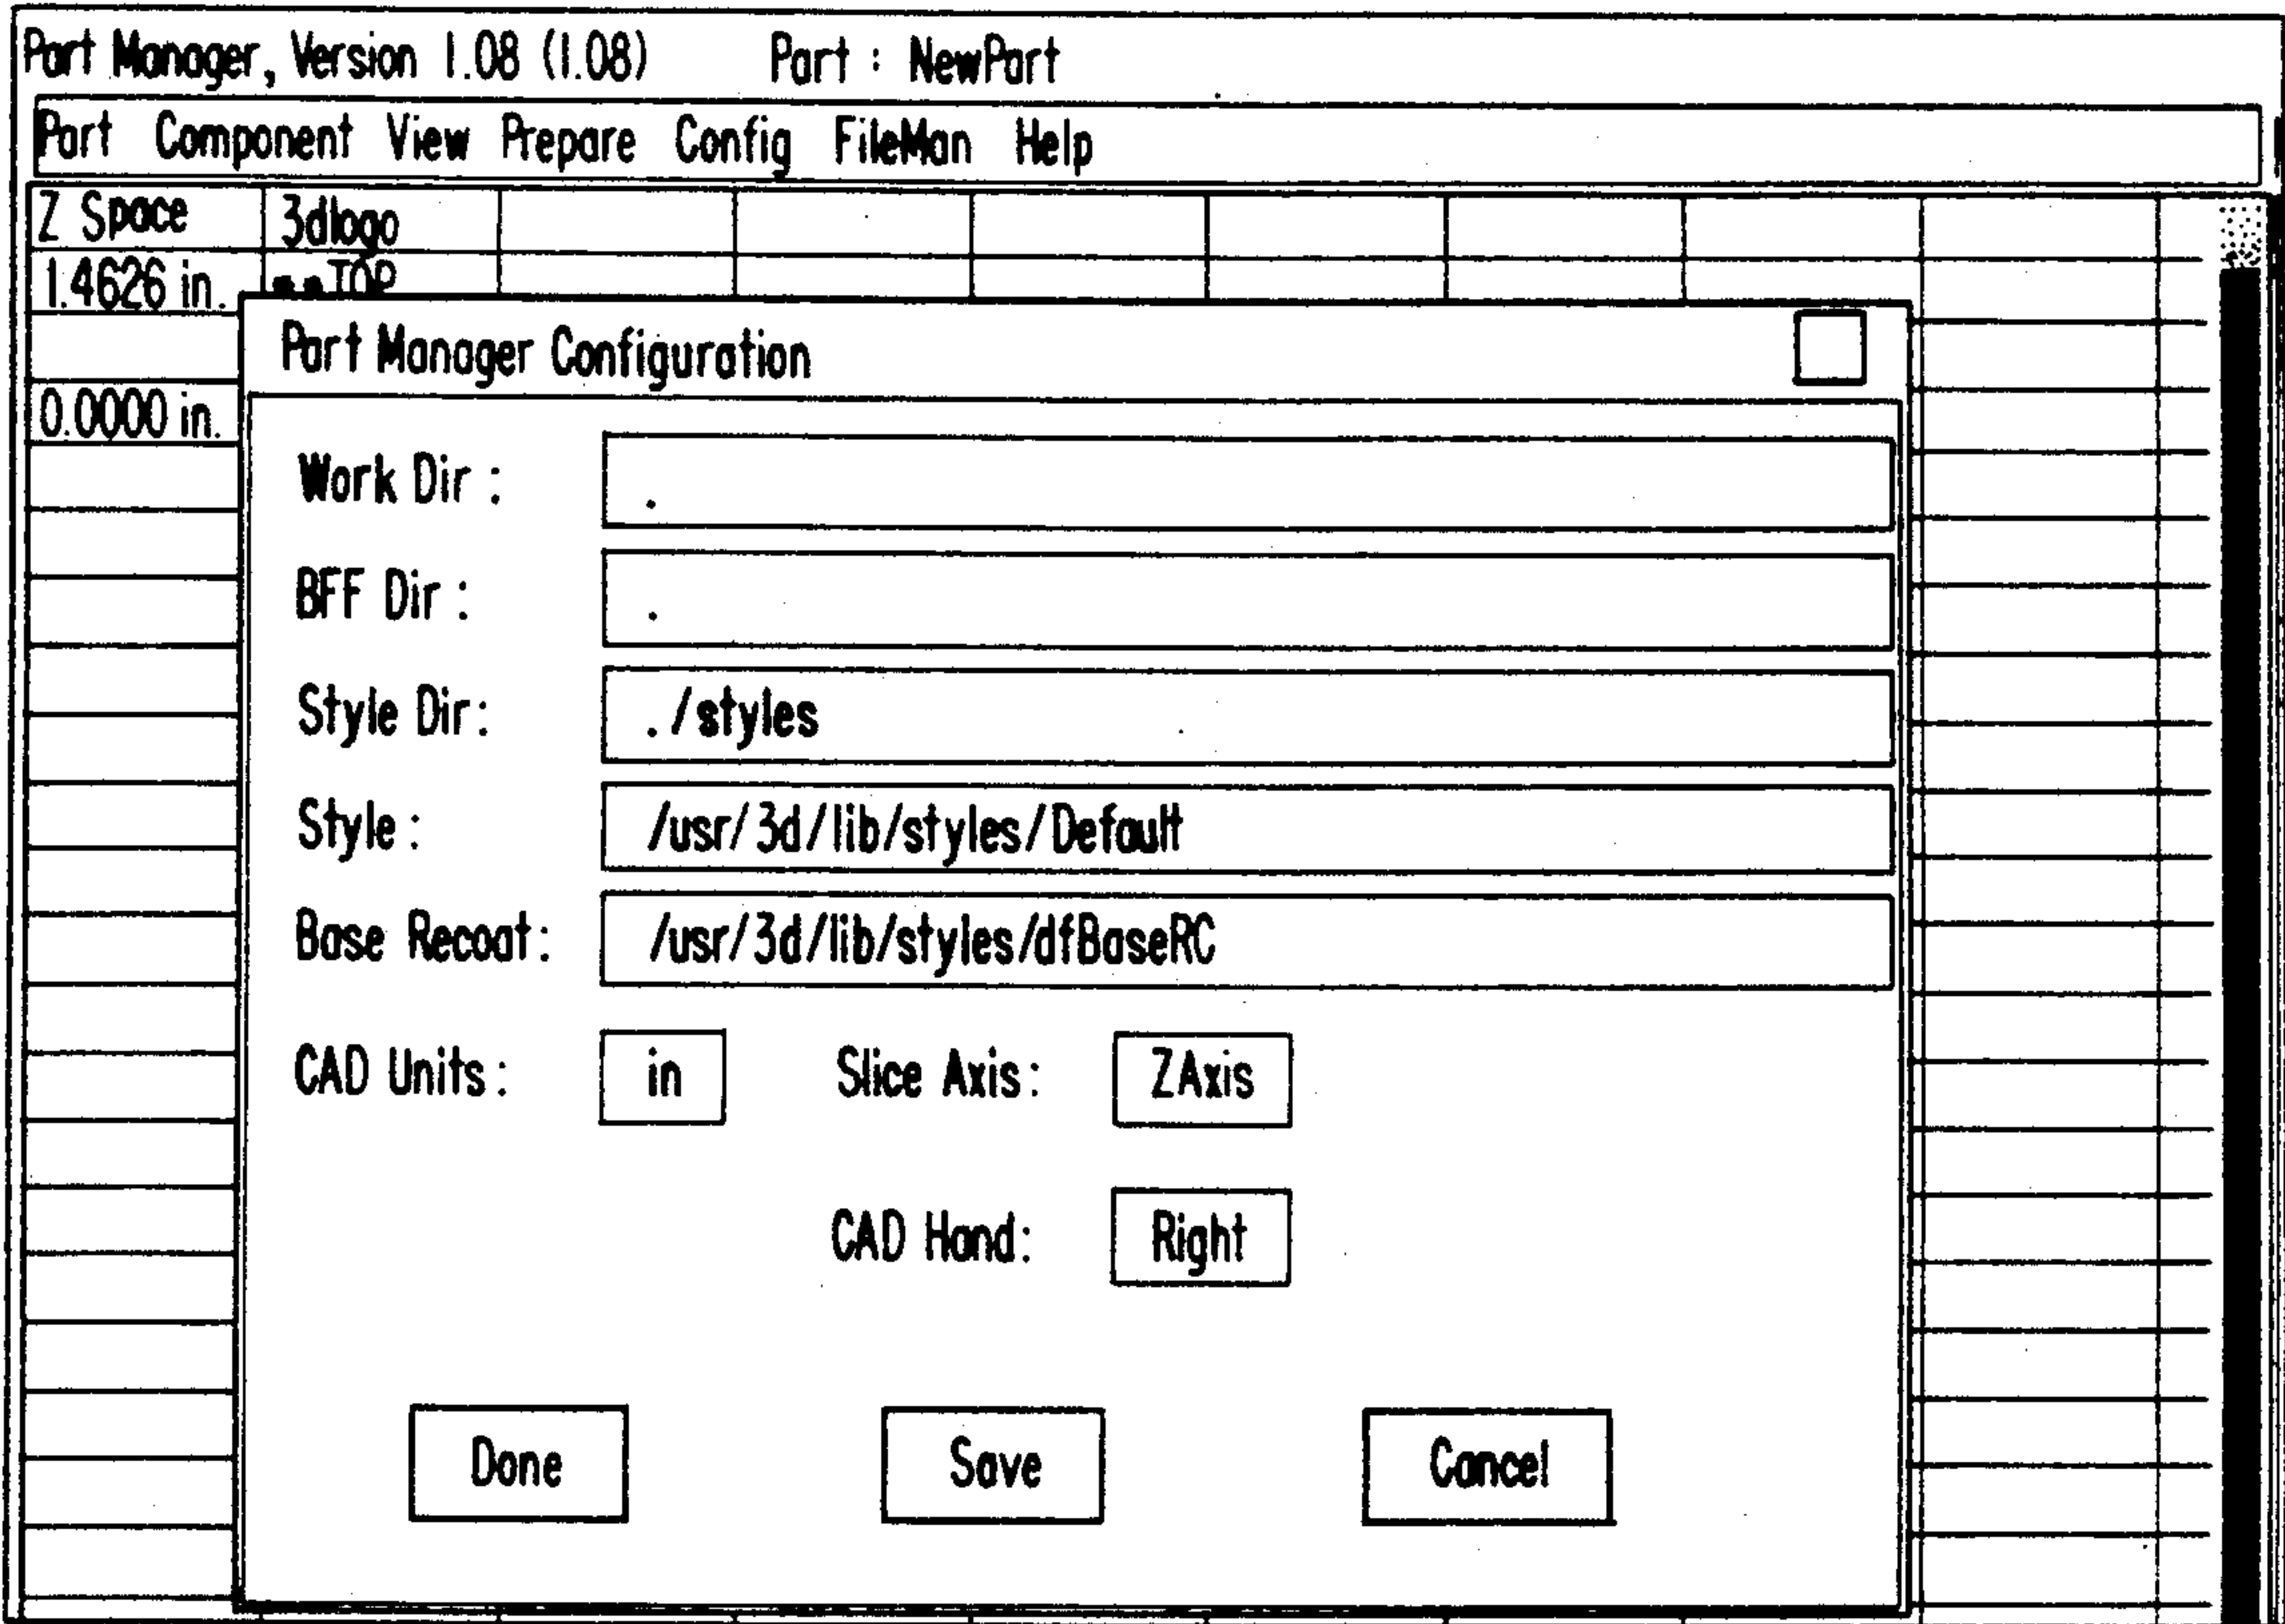 Part Manager, Version 1.08 (1.08) Part : NewPart
Part Component View Prepare Config FileMan Help
Z Space 3dlogo
1.4626 in. TOP
Part Manager Configuration
0.0000 in.
Work Dir : .
BFF Dir : .
Style Dir: ./styles
Style : /usr/3d/lib/styles/Default
Base Recoat: /usr/3d/lib/styles/dfBaseRC
CAD Units : in Slice Axis: ZAxis
CAD Hand: Right
Done Save Cancel